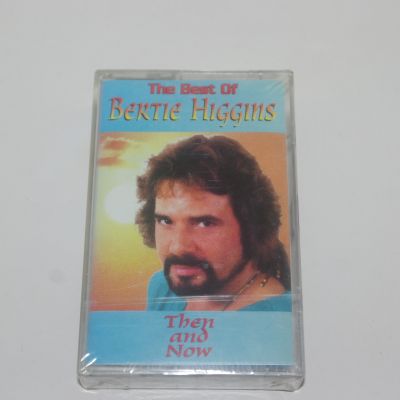 The Best Of
BERTIE HIGGINS
Then
and
Now